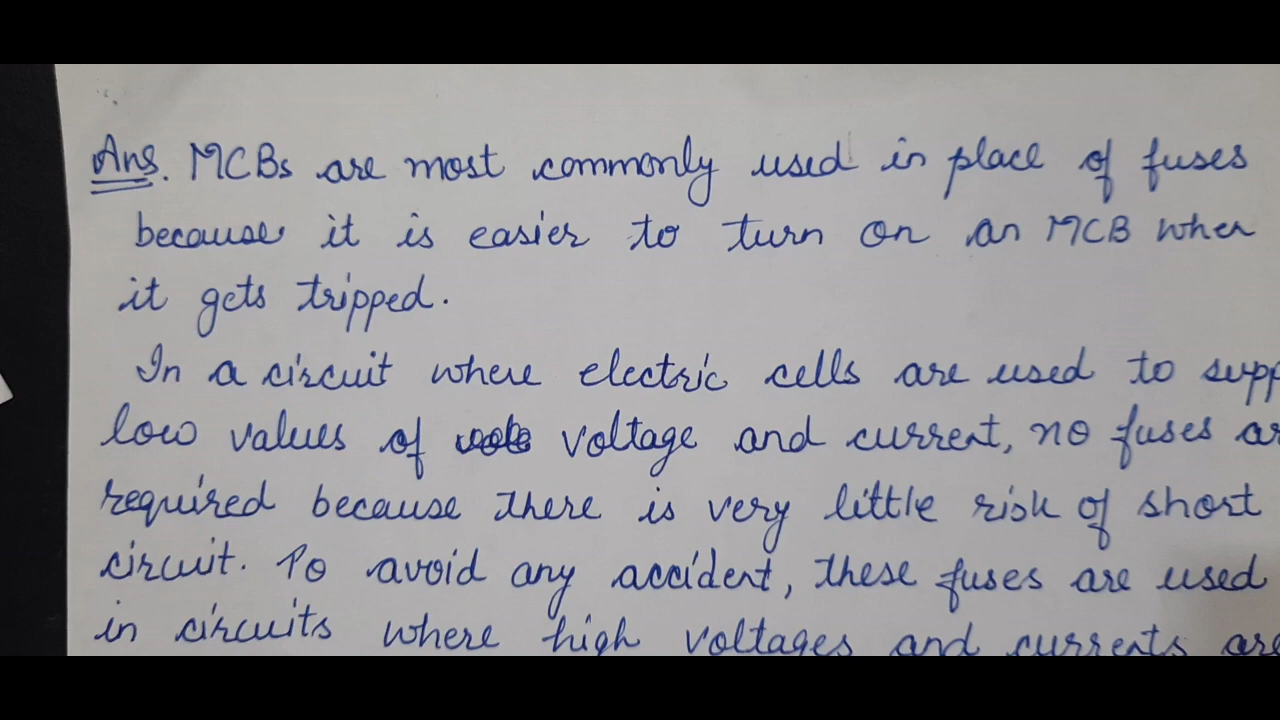 Ans. MCBs are most commonly used in place of fuses
because it is easier to turn on an MCB when
it gets tripped.
In a circuit where electric cells are used to supp
low values of voltage and current, no fuses ar
required because there is very little risk of short
circuit. To avoid any accident, these fuses are used
in circuits where high voltages and currents are